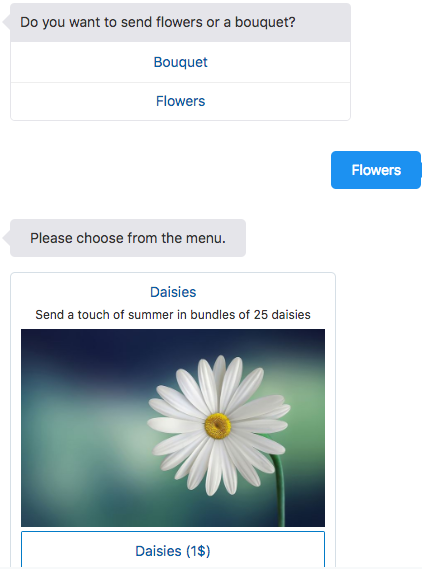 Do you want to send flowers or a bouquet?
Bouquet
Flowers
Flowers
Please choose from the menu.
Daisies
Send a touch of summer in bundles of 25 daisies
Daisies (1$)